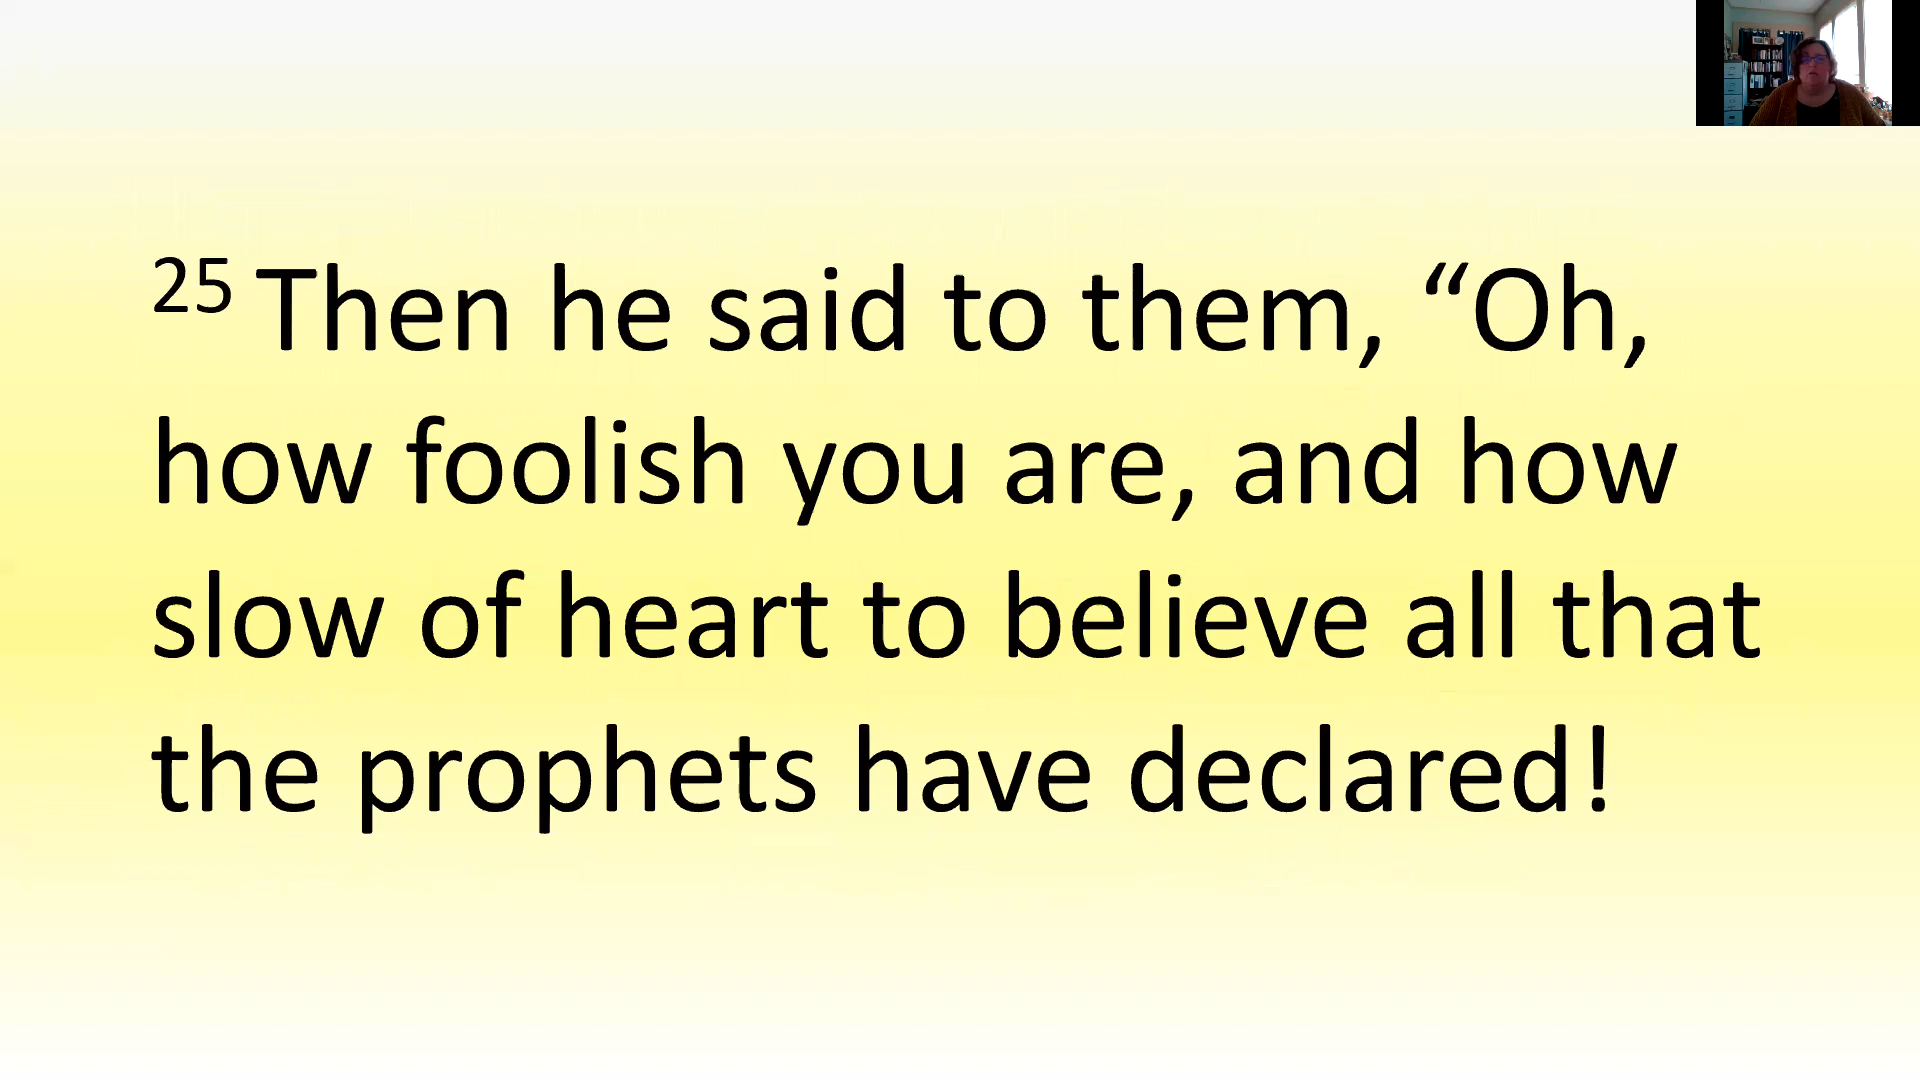 25 Then he said to them, “Oh,
how foolish you are, and how
slow of heart to believe all that
the prophets have declared!